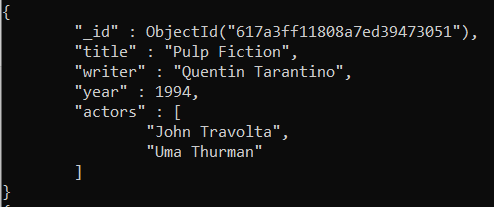 {
"_id" : ObjectId("617a3ff11808a7ed39473051"),
"title" : "Pulp Fiction",
"writer" : "Quentin Tarantino",
"year" : 1994,
"actors" : [
"John Travolta",
"Uma Thurman"
]
}